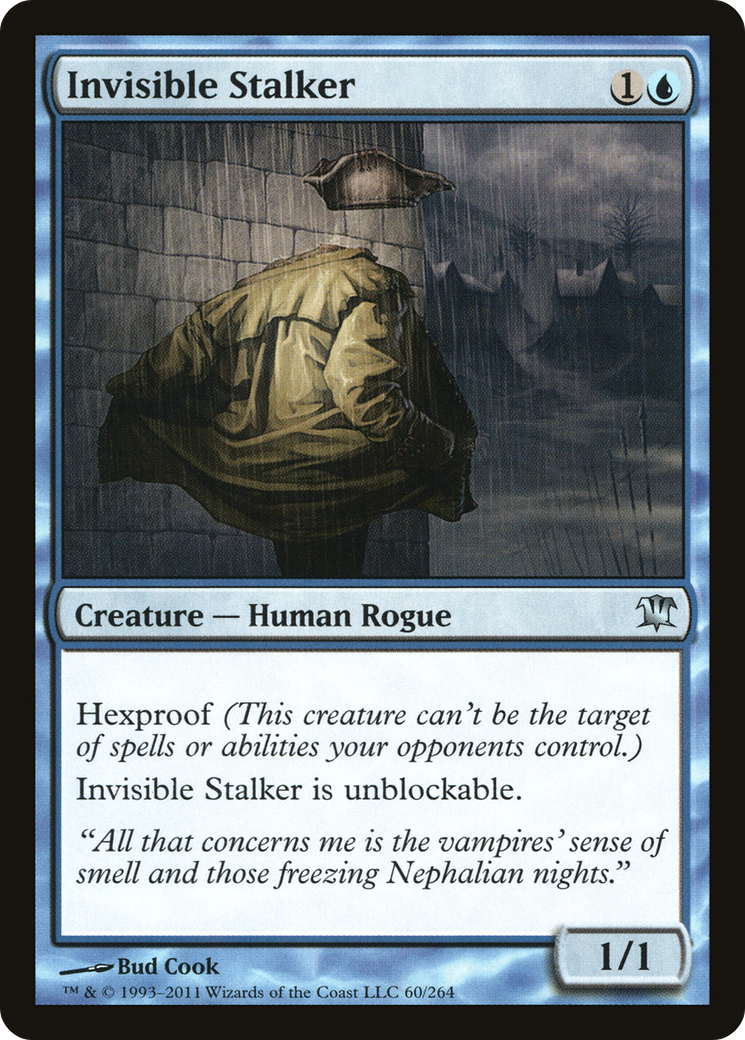 Invisible Stalker 1
Creature — Human Rogue
Hexproof (This creature can't be the target
of spells or abilities your opponents control.)
Invisible Stalker is unblockable.
“All that concerns me is the vampires’ sense of
smell and those freezing Nephalian nights.”
1/1
Bud Cook
™ & © 1993–2011 Wizards of the Coast LLC 60/264